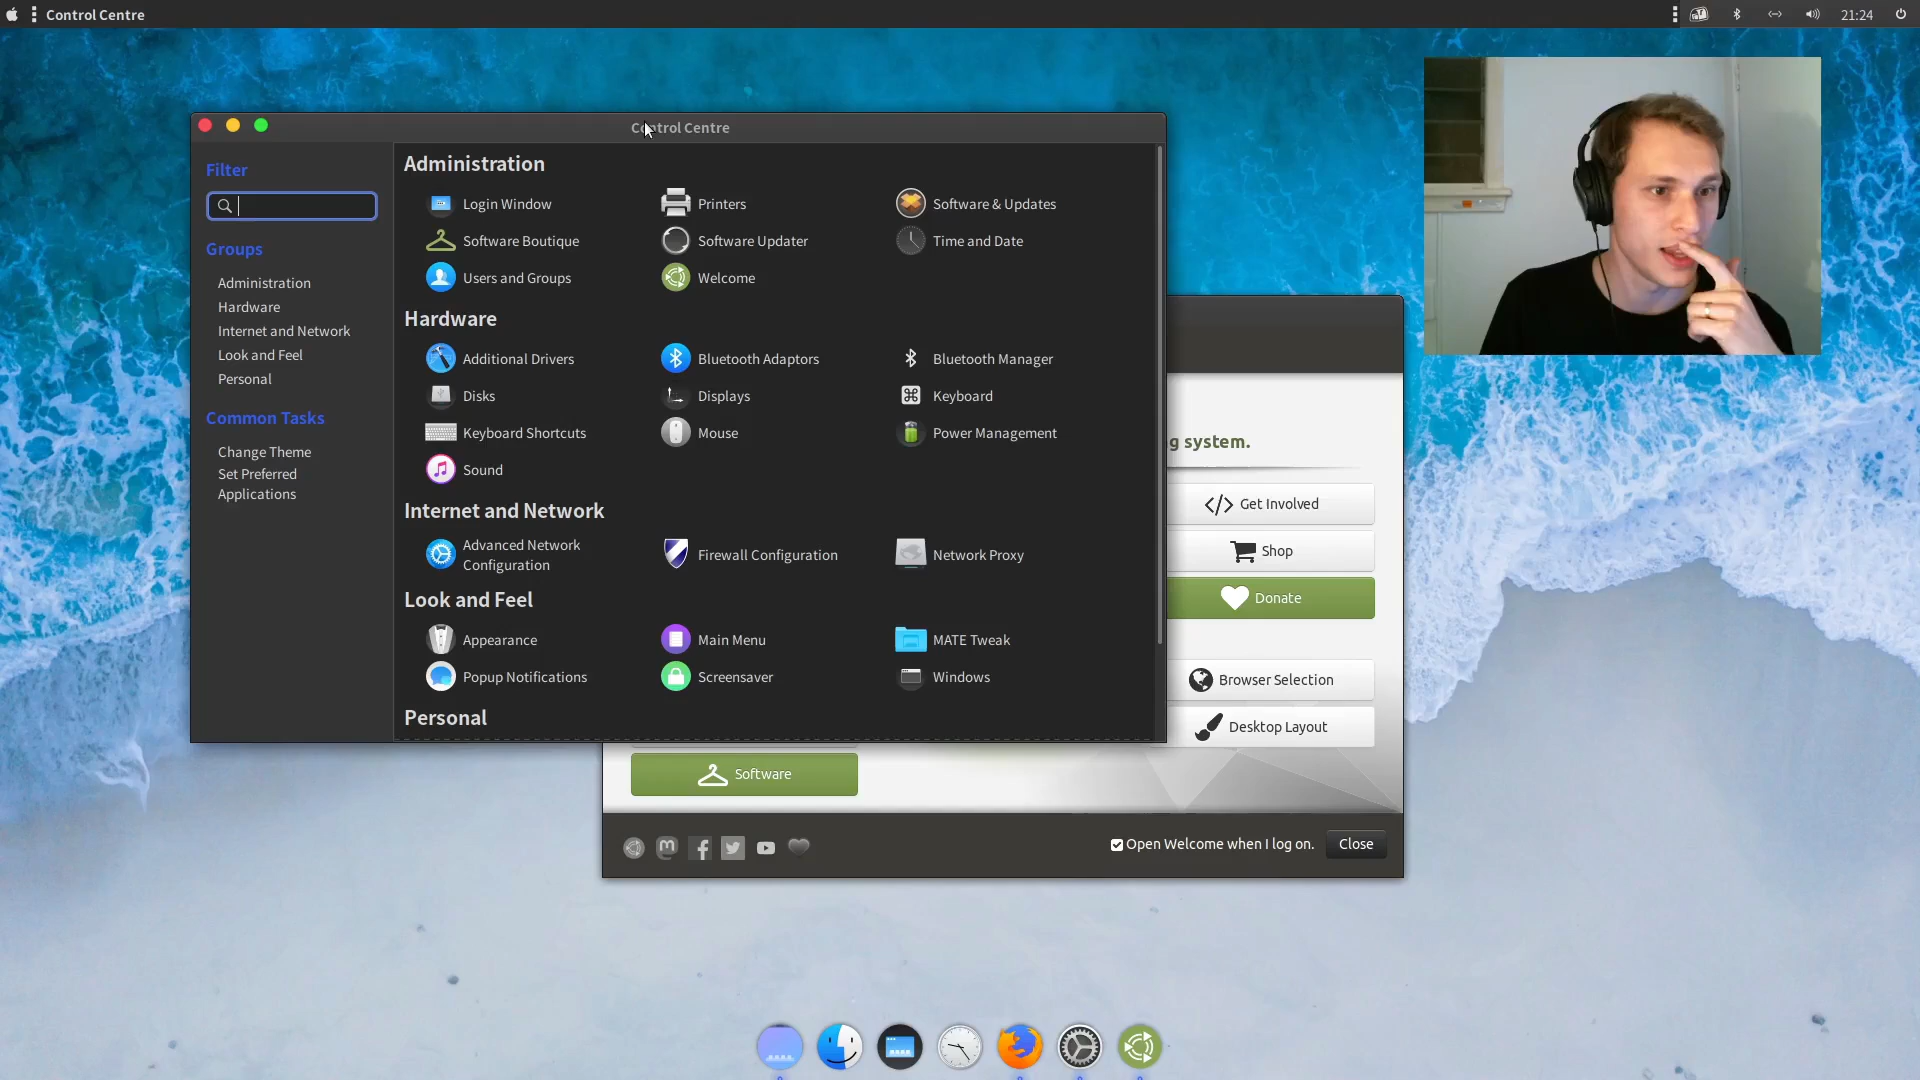 Control Centre
21:24
Control Centre
Filter
Groups
Administration
Hardware
Internet and Network
Look and Feel
Personal
Common Tasks
Change Theme
Set Preferred
Applications
Administration
Login Window
Printers
Software & Updates
Software Boutique
Software Updater
Time and Date
Users and Groups
Welcome
Hardware
Additional Drivers
Bluetooth Adaptors
Bluetooth Manager
Disks
Displays
Keyboard
Keyboard Shortcuts
Mouse
Power Management
Sound
Internet and Network
Advanced Network
Configuration
Firewall Configuration
Network Proxy
Look and Feel
Appearance
Main Menu
MATE Tweak
Popup Notifications
Screensaver
Windows
Personal
g system.
Get Involved
Shop
Donate
Browser Selection
Desktop Layout
Software
Open Welcome when I log on.
Close